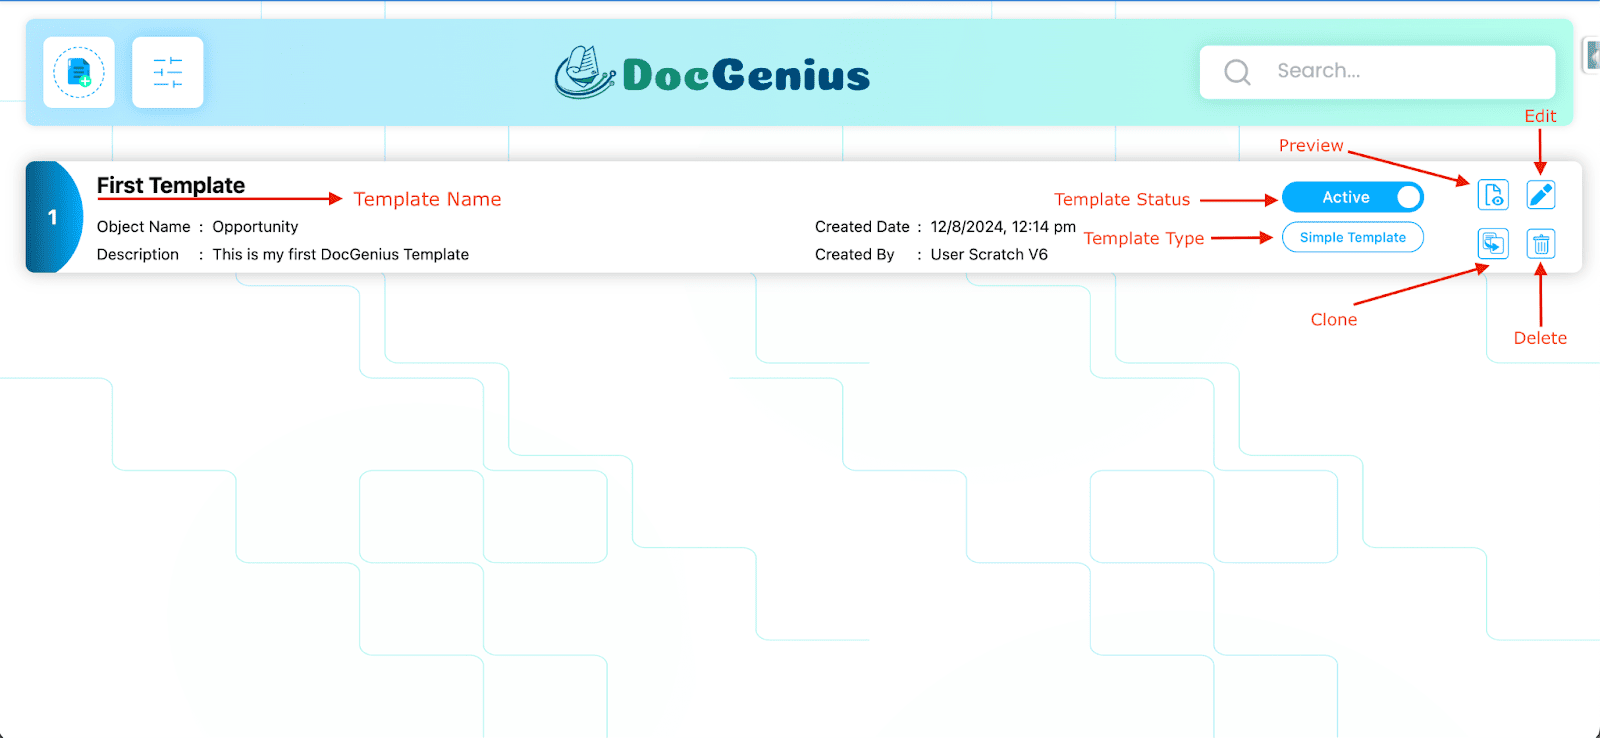 DocGenius
Search...
Edit
Preview
1
First Template
Template Name
Object Name : Opportunity
Description : This is my first DocGenius Template
Created Date : 12/8/2024, 12:14 pm
Created By : User Scratch V6
Template Status
Active
Template Type
Simple Template
Clone
Delete